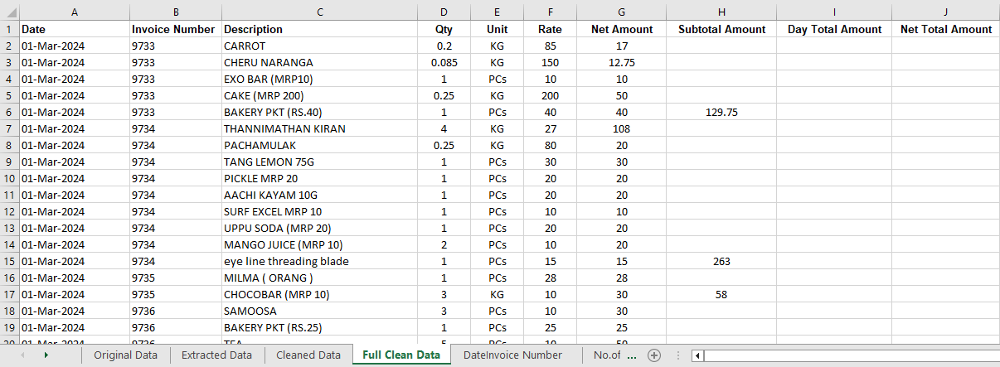 A B C D E F G H I J
1 Date Invoice Number Description Qty Unit Rate Net Amount Subtotal Amount Day Total Amount Net Total Amount
2 01-Mar-2024 9733 CARROT 0.2 KG 85 17
3 01-Mar-2024 9733 CHERU NARANGA 0.085 KG 150 12.75
4 01-Mar-2024 9733 EXO BAR (MRP10) 1 PCs 10 10
5 01-Mar-2024 9733 CAKE (MRP 200) 0.25 KG 200 50
6 01-Mar-2024 9733 BAKERY PKT (RS.40) 1 PCs 40 40 129.75
7 01-Mar-2024 9734 THANNIMATHAN KIRAN 4 KG 27 108
8 01-Mar-2024 9734 PACHAMULAK 0.25 KG 80 20
9 01-Mar-2024 9734 TANG LEMON 75G 1 PCs 30 30
10 01-Mar-2024 9734 PICKLE MRP 20 1 PCs 20 20
11 01-Mar-2024 9734 AACHI KAYAM 10G 1 PCs 20 20
12 01-Mar-2024 9734 SURF EXCEL MRP 10 1 PCs 10 10
13 01-Mar-2024 9734 UPPU SODA (MRP 20) 1 PCs 20 20
14 01-Mar-2024 9734 MANGO JUICE (MRP 10) 2 PCs 10 20
15 01-Mar-2024 9734 eye line threading blade 1 PCs 15 15 263
16 01-Mar-2024 9735 MILMA ( ORANG ) 1 PCs 28 28
17 01-Mar-2024 9735 CHOCOBAR (MRP 10) 3 KG 10 30 58
18 01-Mar-2024 9736 SAMOOSA 3 PCs 10 30
19 01-Mar-2024 9736 BAKERY PKT (RS.25) 1 PCs 25 25
20 01-Mar-2024 9736 TEA 5 PCs 10 50
Original Data Extracted Data Cleaned Data Full Clean Data DateInvoice Number No.of ...